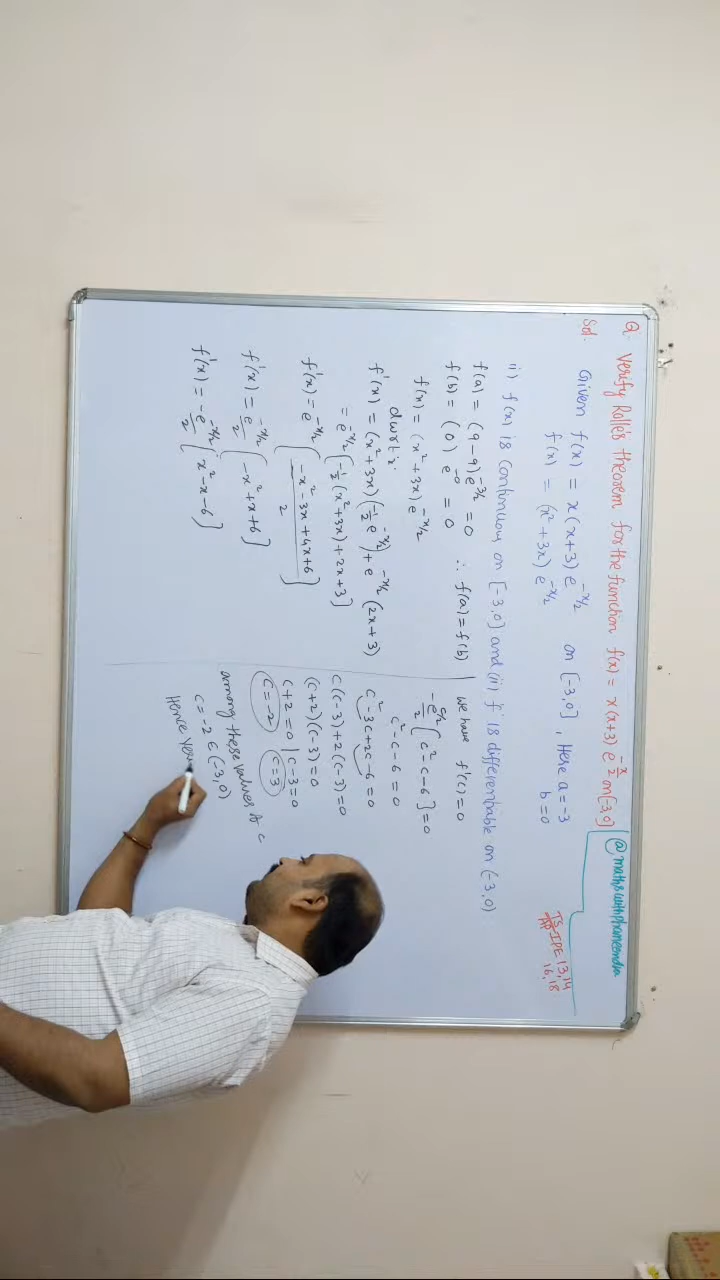 Q. Verify Rolle's theorem for the function f(x) = x(x+3) e^(-x/2) on [-3,0]
@mathswithphaneendra
TS IPE 13,14
AP 16,18
Sol: Given f(x) = x(x+3) e^(-x/2) on [-3,0], Here a = -3
f(x) = (x²+3x) e^(-x/2) b = 0
ii) f(x) is continuous on [-3,0] and (ii) f is differentiable on (-3,0)
f(a) = (9-9)e^(-3/2) = 0
f(b) = (0) e^(-0) = 0 ∴ f(a) = f(b)
f(x) = (x²+3x) e^(-x/2)
dwrt x.
f'(x) = (x²+3x)(-1/2 e^(-x/2)) + e^(-x/2) (2x+3)
= e^(-x/2) [-1/2 (x²+3x) + 2x+3]
f'(x) = e^(-x/2) [(-x²-3x+4x+6)/2]
f'(x) = e^(-x/2)/2 [-x²+x+6]
f'(x) = -e^(-x/2)/2 [x²-x-6]
we have f'(c) = 0
-e^(-c/2)/2 [c²-c-6] = 0
c²-c-6 = 0
c²-3c+2c-6 = 0
c(c-3)+2(c-3) = 0
(c+2)(c-3) = 0
c+2 = 0 | c-3 = 0
c = -2 c = 3
among these values of c
c = -2 ∈ (-3,0)
Hence ver